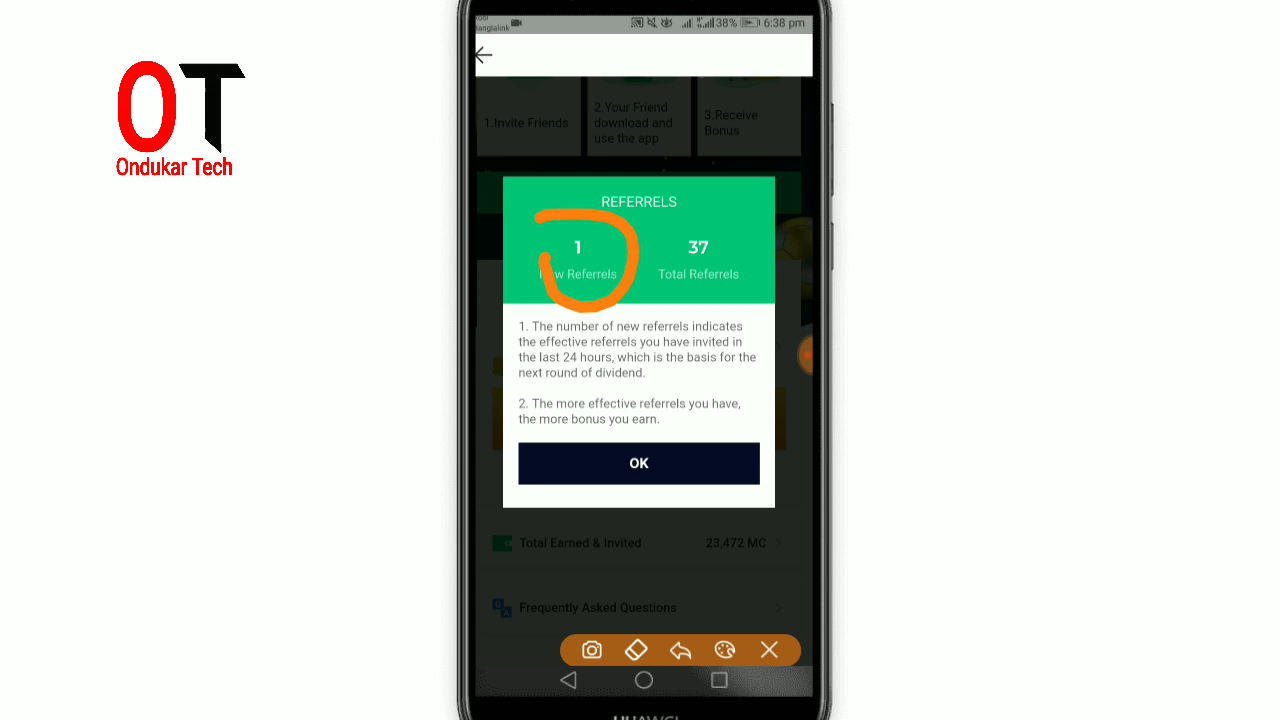 OT
Ondukar Tech
Banglalink
38%
6:38 pm
1.Invite Friends
2.Your Friend
download and
use the app
3.Receive
Bonus
REFERRELS
1
37
New Referrels
Total Referrels
1. The number of new referrels indicates
the effective referrels you have invited in
the last 24 hours, which is the basis for the
next round of dividend.
2. The more effective referrels you have,
the more bonus you earn.
OK
Total Earned & Invited
23,472 MC
Frequently Asked Questions
HUAWEI